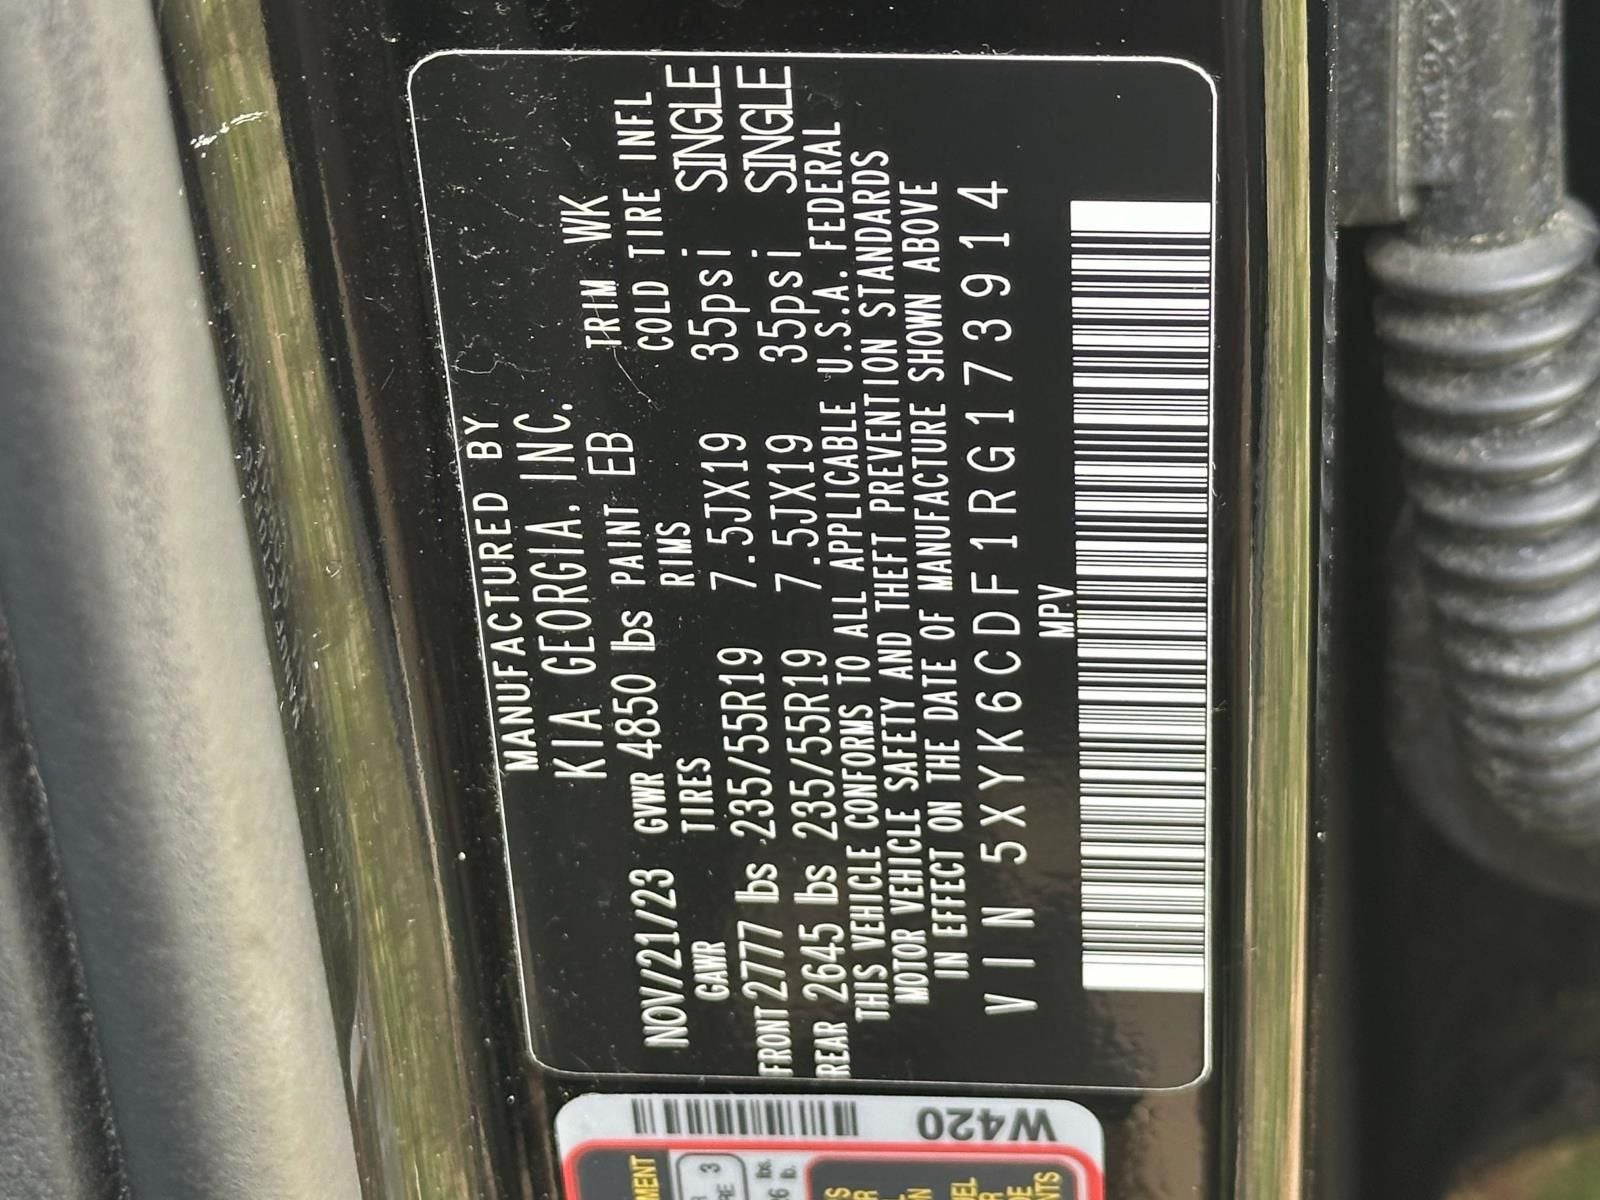 MANUFACTURED BY
KIA GEORGIA, INC.
NOV/21/23 GVWR 4850 lbs PAINT EB TRIM WK
GAWR TIRES RIMS COLD TIRE INFL
FRONT 2777 lbs 235/55R19 7.5JX19 35psi SINGLE
REAR 2645 lbs 235/55R19 7.5JX19 35psi SINGLE
THIS VEHICLE CONFORMS TO ALL APPLICABLE U.S.A. FEDERAL
MOTOR VEHICLE SAFETY AND THEFT PREVENTION STANDARDS
IN EFFECT ON THE DATE OF MANUFACTURE SHOWN ABOVE
VIN 5XYK6CDF1RG173914
MPV
W420